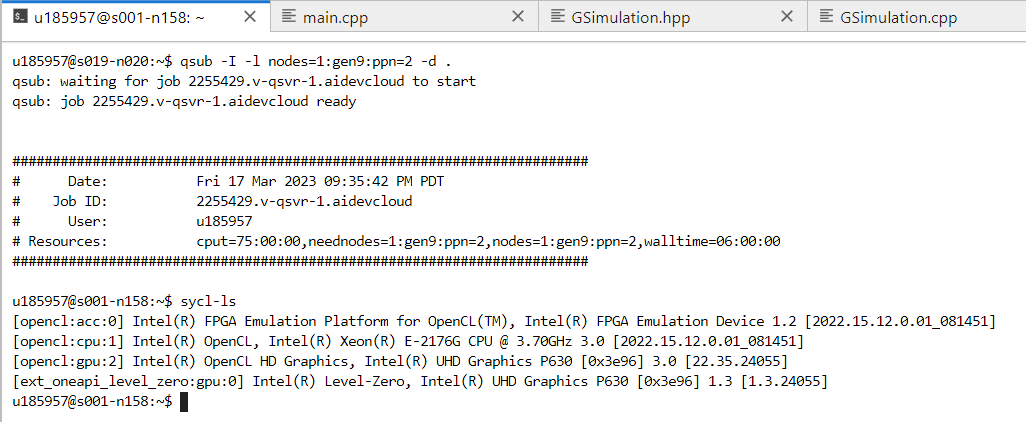 u185957@s001-n158: ~
main.cpp
GSimulation.hpp
GSimulation.cpp
u185957@s019-n020:~$ qsub -I -l nodes=1:gen9:ppn=2 -d .
qsub: waiting for job 2255429.v-qsvr-1.aidevcloud to start
qsub: job 2255429.v-qsvr-1.aidevcloud ready
########################################################################
#      Date:           Fri 17 Mar 2023 09:35:42 PM PDT
#    Job ID:           2255429.v-qsvr-1.aidevcloud
#      User:           u185957
# Resources:           cput=75:00:00,neednodes=1:gen9:ppn=2,nodes=1:gen9:ppn=2,walltime=06:00:00
########################################################################
u185957@s001-n158:~$ sycl-ls
[opencl:acc:0] Intel(R) FPGA Emulation Platform for OpenCL(TM), Intel(R) FPGA Emulation Device 1.2 [2022.15.12.0.01_081451]
[opencl:cpu:1] Intel(R) OpenCL, Intel(R) Xeon(R) E-2176G CPU @ 3.70GHz 3.0 [2022.15.12.0.01_081451]
[opencl:gpu:2] Intel(R) OpenCL HD Graphics, Intel(R) UHD Graphics P630 [0x3e96] 3.0 [22.35.24055]
[ext_oneapi_level_zero:gpu:0] Intel(R) Level-Zero, Intel(R) UHD Graphics P630 [0x3e96] 1.3 [1.3.24055]
u185957@s001-n158:~$